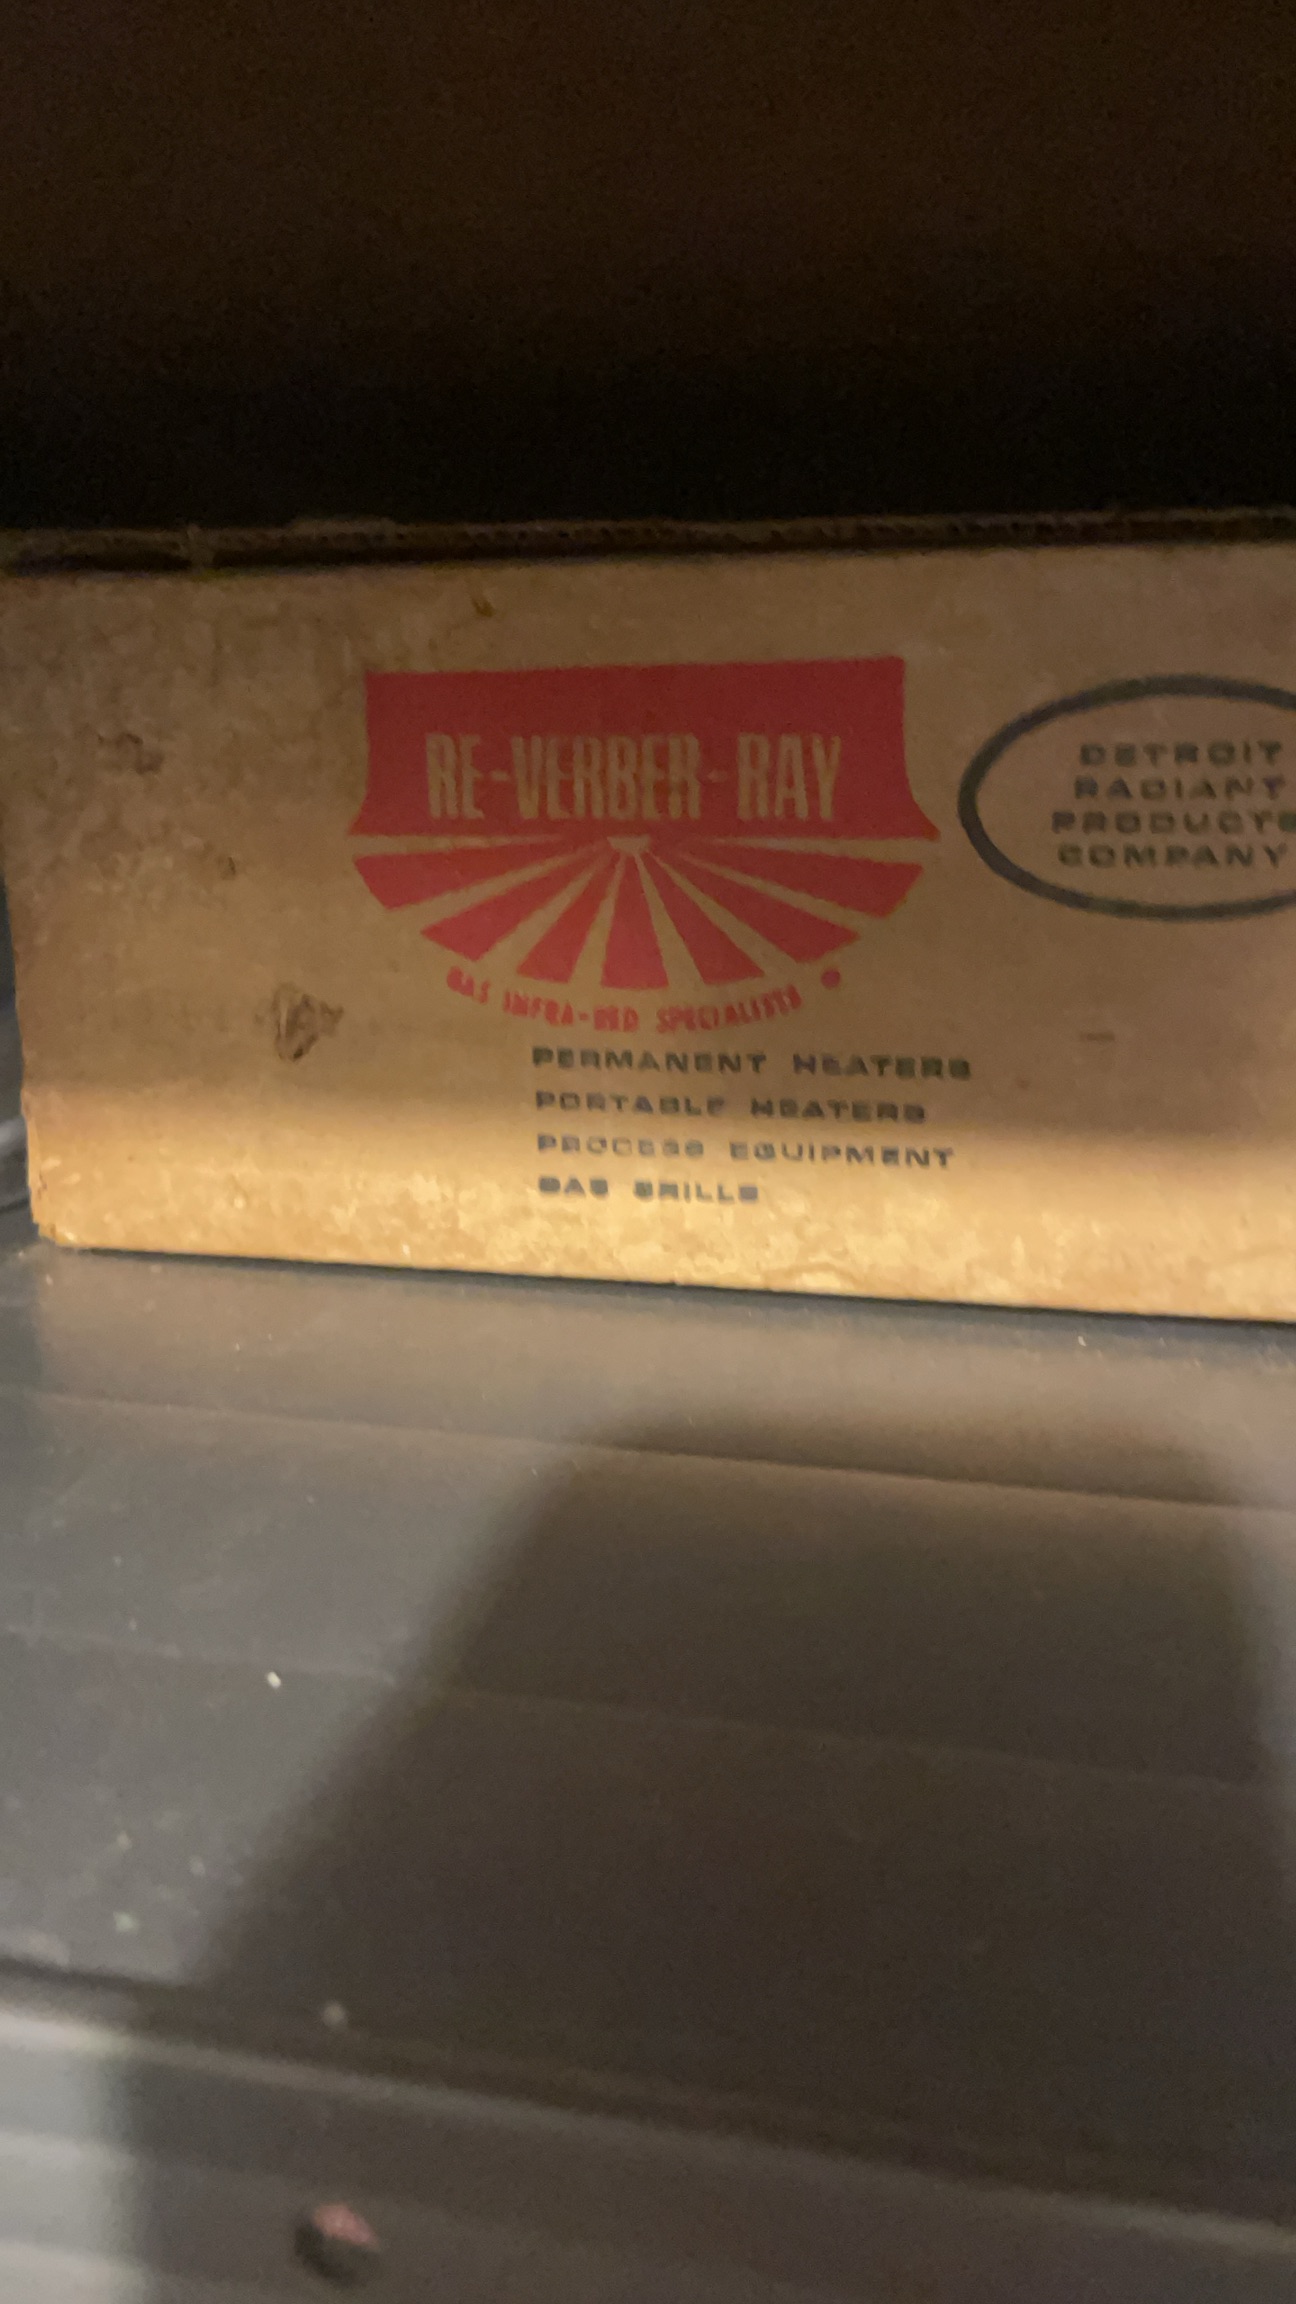 RE-VERBER-RAY
GAS INFRA-RED SPECIALISTS
DETROIT
RADIANT
PRODUCTS
COMPANY
PERMANENT HEATERS
PORTABLE HEATERS
PROCESS EQUIPMENT
GAS GRILLS